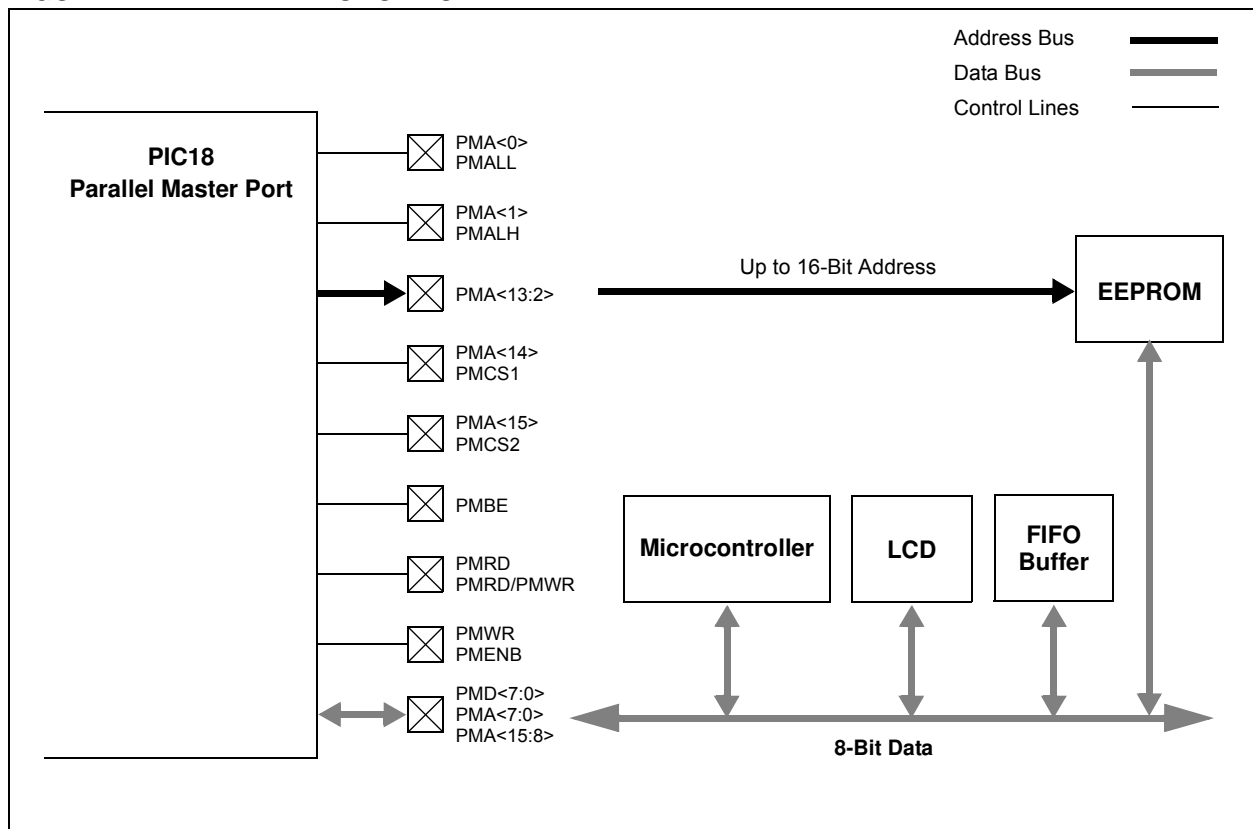 Address Bus
Data Bus
Control Lines
PIC18
Parallel Master Port
PMA<0>
PMALL
PMA<1>
PMALH
PMA<13:2>
Up to 16-Bit Address
EEPROM
PMA<14>
PMCS1
PMA<15>
PMCS2
PMBE
PMRD
PMRD/PMWR
PMWR
PMENB
PMD<7:0>
PMA<7:0>
PMA<15:8>
Microcontroller
LCD
FIFO
Buffer
8-Bit Data